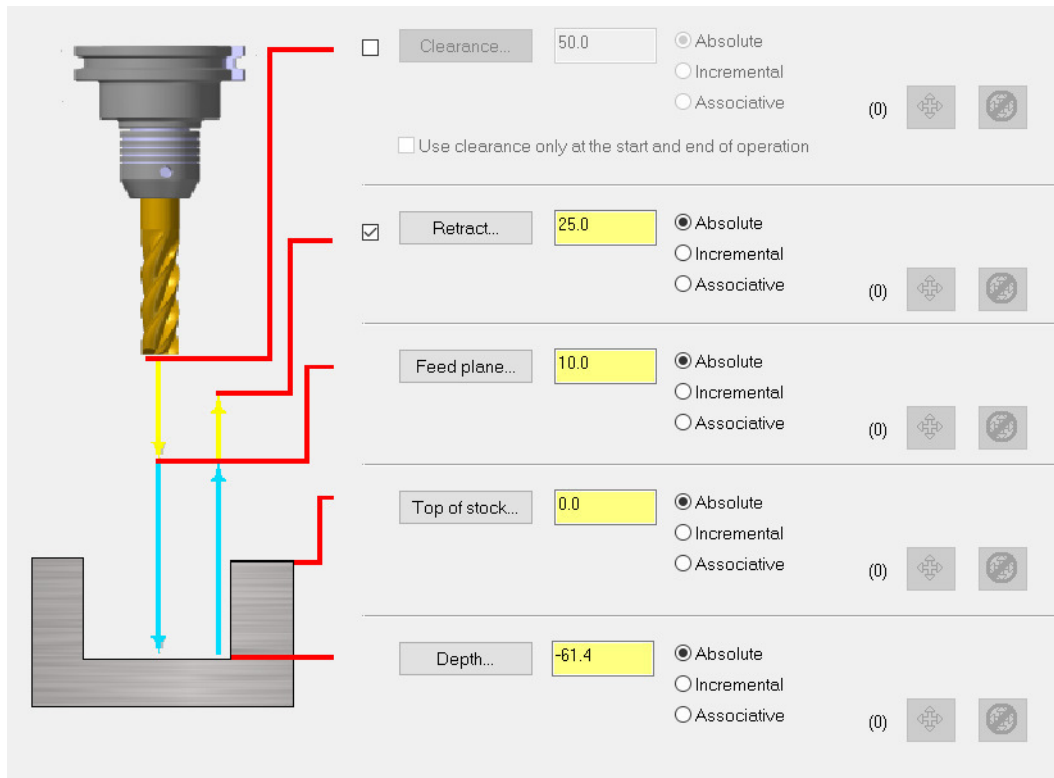 Clearance... 50.0 Absolute
Incremental
Associative (0)
Use clearance only at the start and end of operation
Retract... 25.0 Absolute
Incremental
Associative (0)
Feed plane... 10.0 Absolute
Incremental
Associative (0)
Top of stock... 0.0 Absolute
Incremental
Associative (0)
Depth... -61.4 Absolute
Incremental
Associative (0)